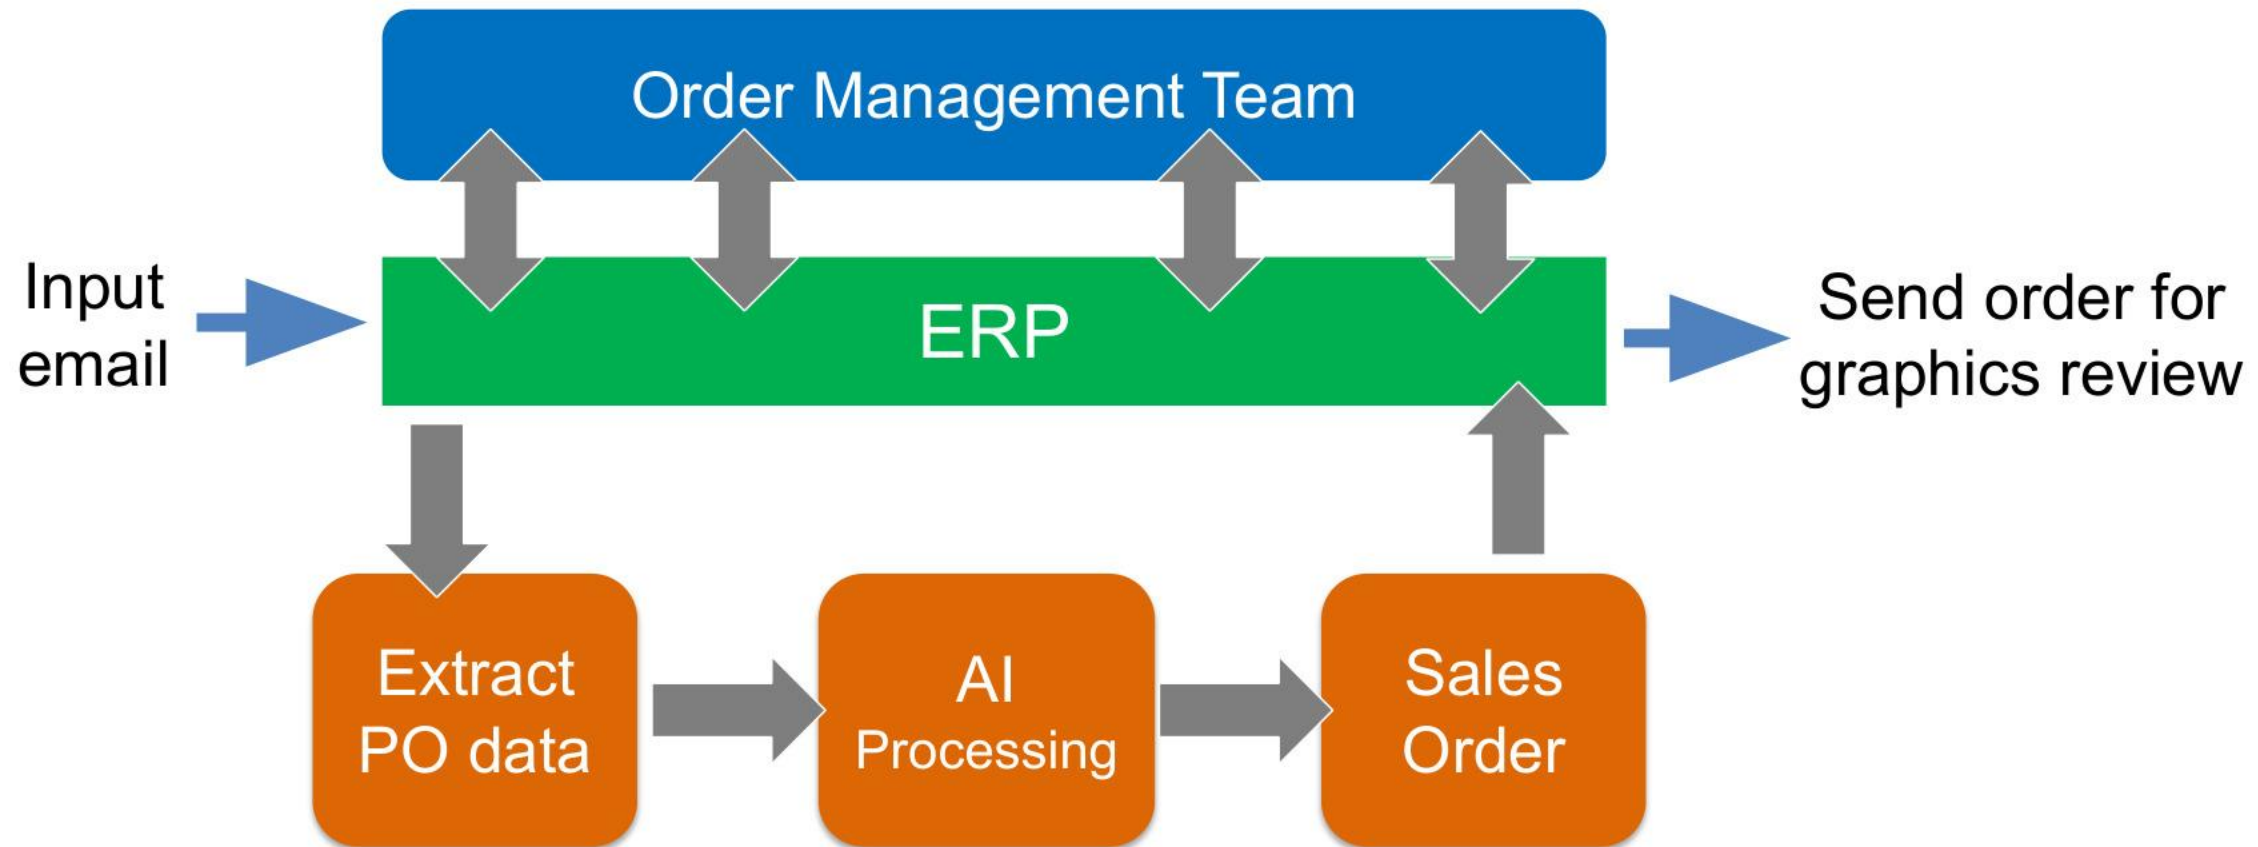 Order Management Team
Input
email
ERP
Send order for
graphics review
Extract
PO data
AI
Processing
Sales
Order